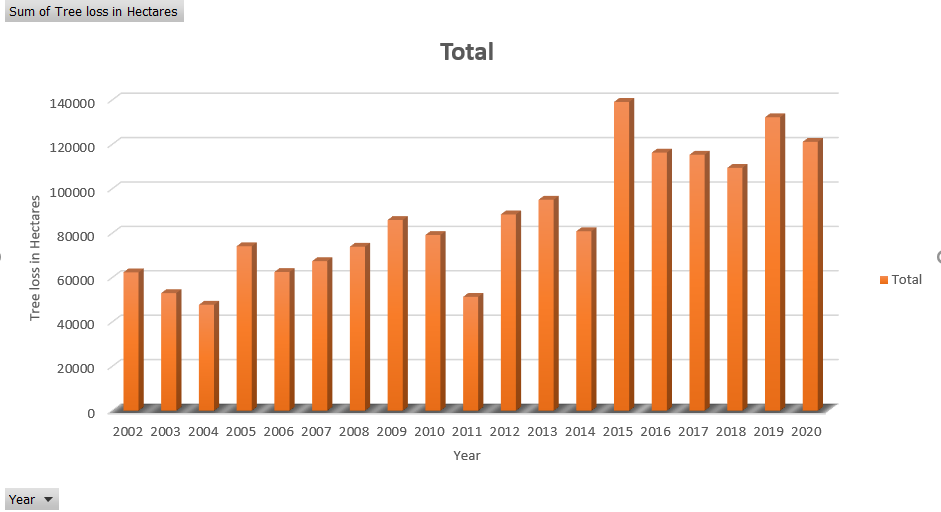 Sum of Tree loss in Hectares
Total
140000
120000
100000
80000
60000
40000
20000
0
Tree loss in Hectares
2002 2003 2004 2005 2006 2007 2008 2009 2010 2011 2012 2013 2014 2015 2016 2017 2018 2019 2020
Year
Total
Year